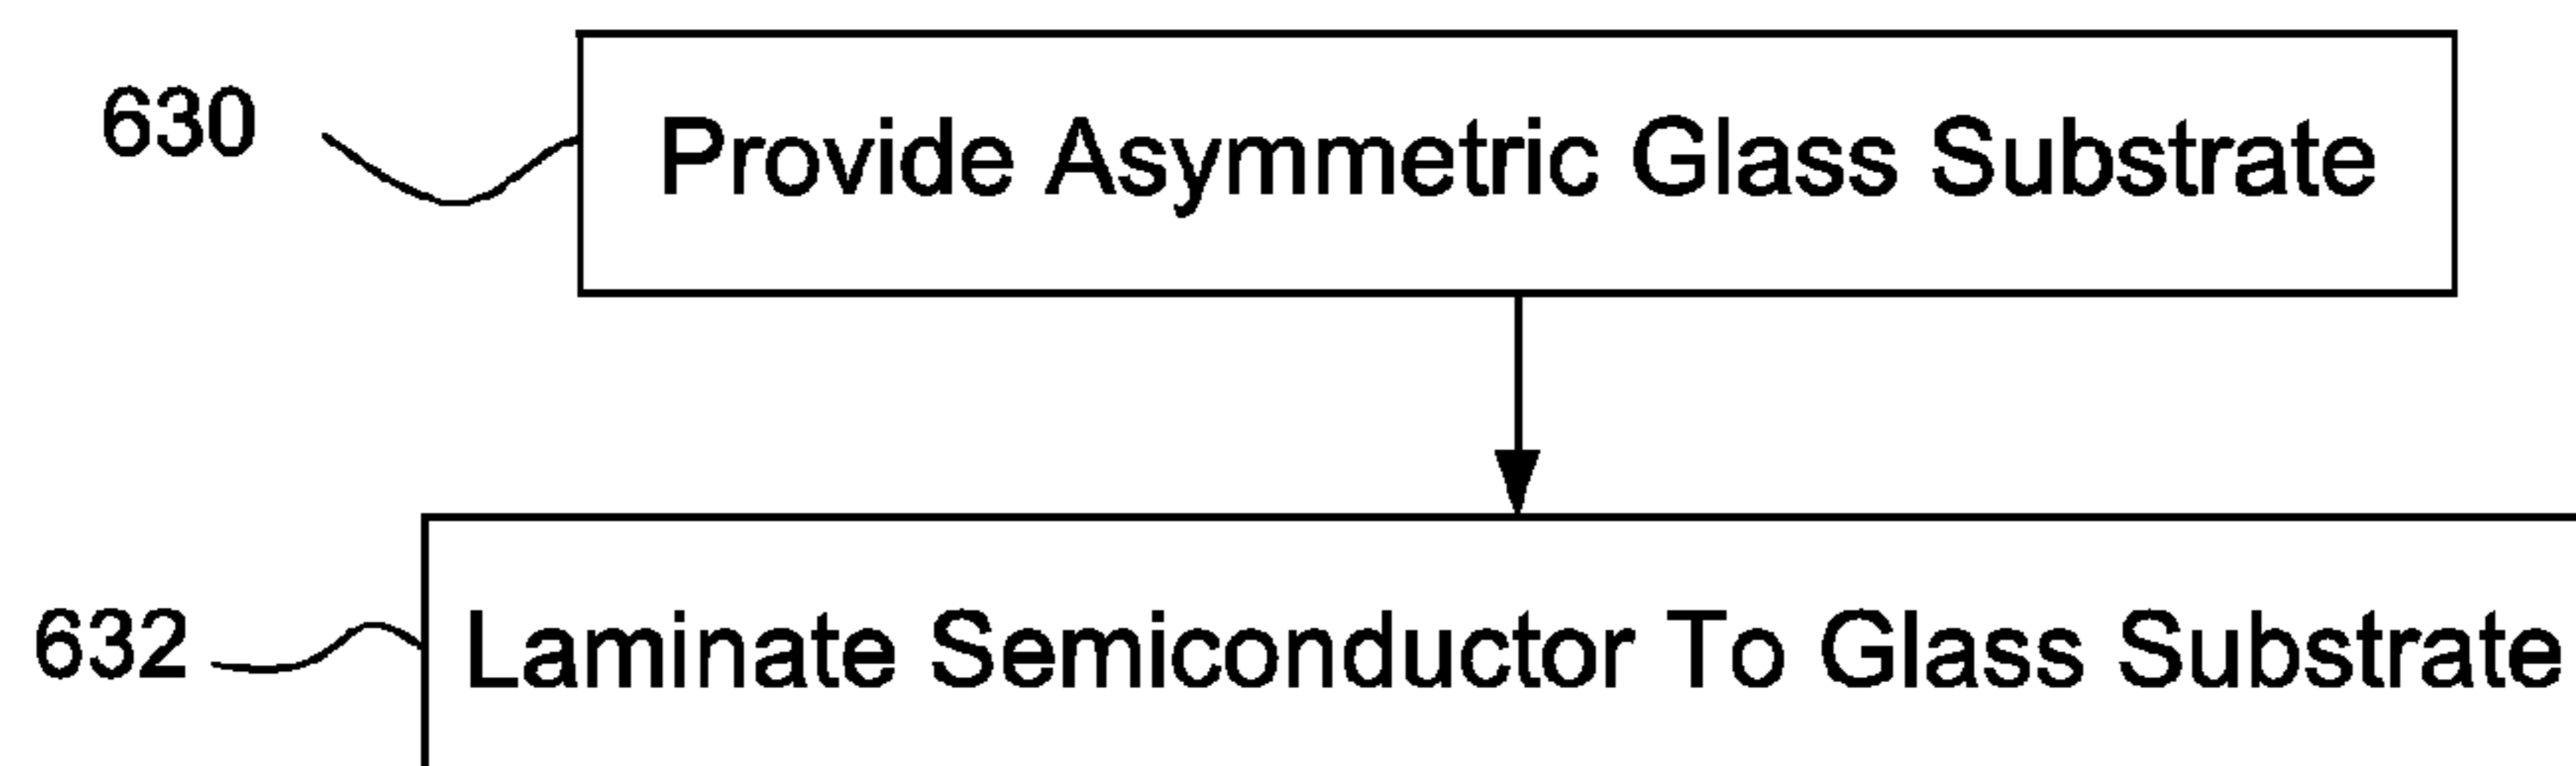 630
Provide Asymmetric Glass Substrate
632
Laminate Semiconductor To Glass Substrate